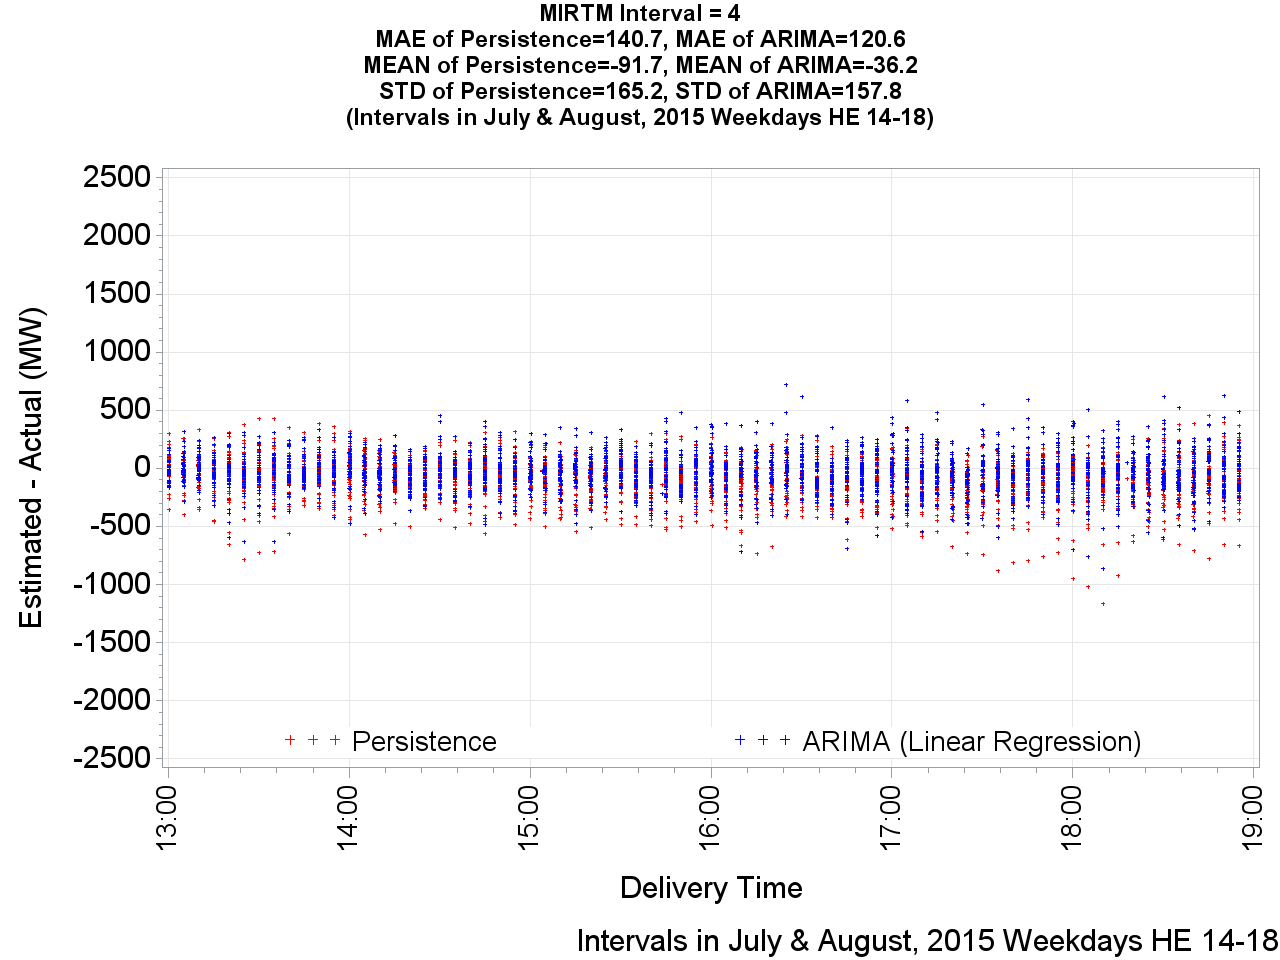 MIRTM Interval = 4
MAE of Persistence=140.7, MAE of ARIMA=120.6
MEAN of Persistence=-91.7, MEAN of ARIMA=-36.2
STD of Persistence=165.2, STD of ARIMA=157.8
(Intervals in July & August, 2015 Weekdays HE 14-18)
Estimated - Actual (MW)
2500
2000
1500
1000
500
0
-500
-1000
-1500
-2000
-2500
Persistence
ARIMA (Linear Regression)
13:00
14:00
15:00
16:00
17:00
18:00
19:00
Delivery Time
Intervals in July & August, 2015 Weekdays HE 14-18